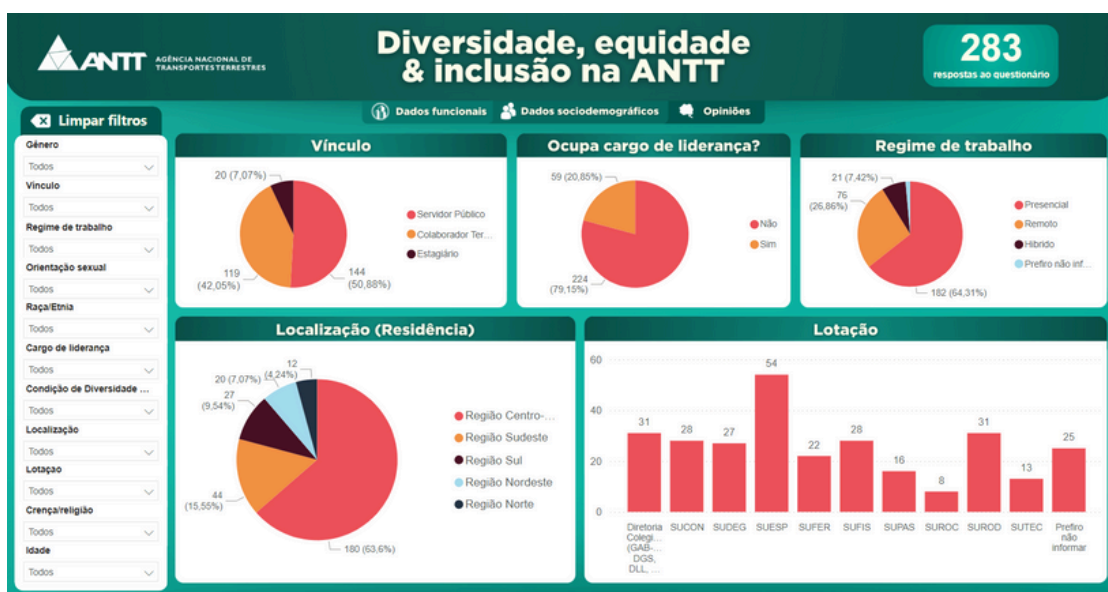 ANTT AGÊNCIA NACIONAL DE
TRANSPORTES TERRESTRES
Diversidade, equidade
& inclusão na ANTT
283
respostas ao questionário
Dados funcionais
Dados sociodemográficos
Opiniões
Limpar filtros
Gênero
Todos
Vínculo
Todos
Regime de trabalho
Todos
Orientação sexual
Todos
Raça/Etnia
Todos
Cargo de liderança
Todos
Condição de Diversidade ...
Todos
Localização
Todos
Lotaçao
Todos
Crença/religião
Todos
Idade
Todos
Vínculo
20 (7,07%)
119
(42,05%)
144
(50,88%)
Servidor Público
Colaborador Ter...
Estagiário
Ocupa cargo de liderança?
59 (20,85%)
224
(79,15%)
Não
Sim
Regime de trabalho
21 (7,42%)
76
(26,86%)
182 (64,31%)
Presencial
Remoto
Hibrido
Prefiro não inf...
Localização (Residência)
12
(4,24%)
20 (7,07%)
27
(9,54%)
44
(15,55%)
180 (63,6%)
Região Centro-...
Região Sudeste
Região Sul
Região Nordeste
Região Norte
Lotação
60
40
20
0
31
28
27
54
22
28
16
8
31
13
25
Diretoria
Colegi...
(GAB-...
DGS,
DLL, ...
SUCON
SUDEG
SUESP
SUFER
SUFIS
SUPAS
SUROC
SUROD
SUTEC
Prefiro
não
informar